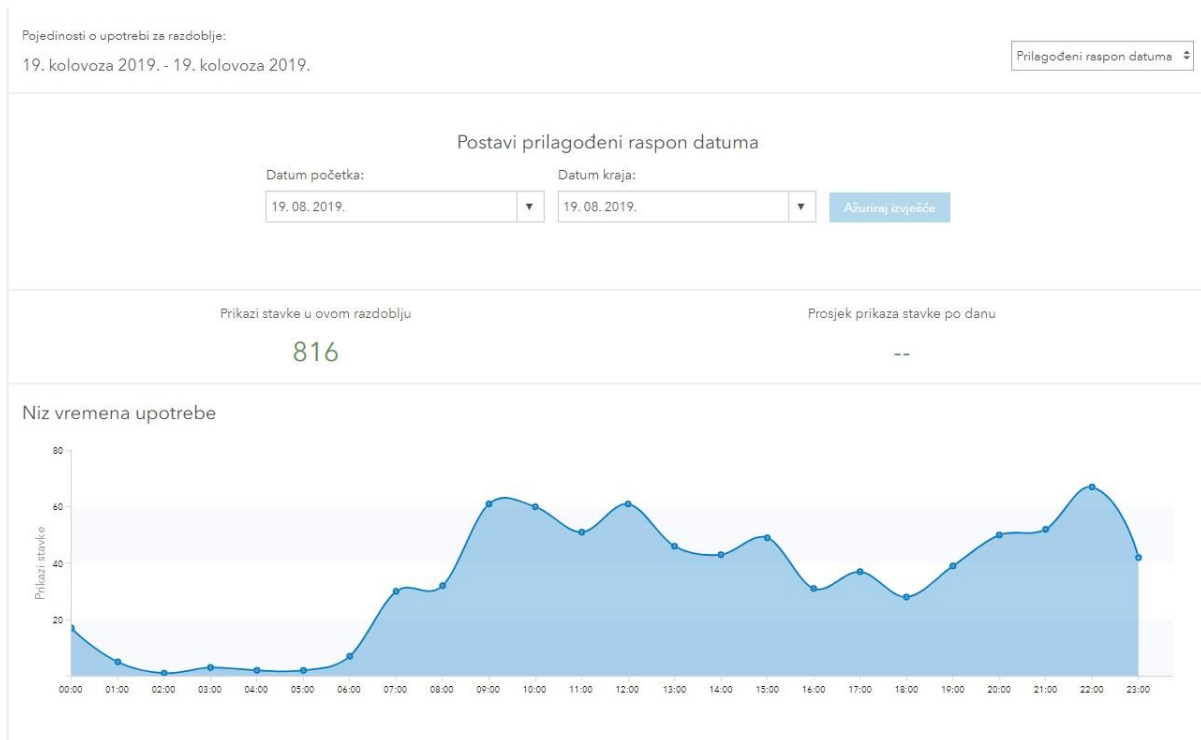 Pojedinosti o upotrebi za razdoblje:
19. kolovoza 2019. - 19. kolovoza 2019.
Prilagođeni raspon datuma
Postavi prilagođeni raspon datuma
Datum početka: Datum kraja:
19. 08. 2019. 19. 08. 2019. Ažuriraj izvješće
Prikazi stavke u ovom razdoblju Prosjek prikaza stavke po danu
816 --
Niz vremena upotrebe
80
60
40
20
Prikazi stavke
00:00 01:00 02:00 03:00 04:00 05:00 06:00 07:00 08:00 09:00 10:00 11:00 12:00 13:00 14:00 15:00 16:00 17:00 18:00 19:00 20:00 21:00 22:00 23:00